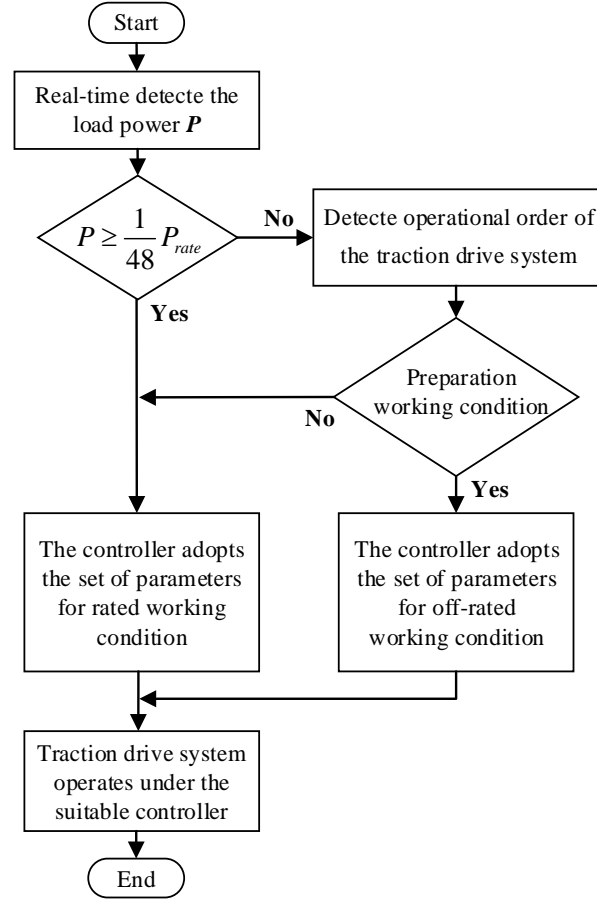 Start
Real-time detecte the
load power P
P ≥ 1/48 P_rate
No
Detecte operational order of
the traction drive system
Yes
Preparation
working condition
No
Yes
The controller adopts
the set of parameters
for rated working
condition
The controller adopts
the set of parameters
for off-rated
working condition
Traction drive system
operates under the
suitable controller
End